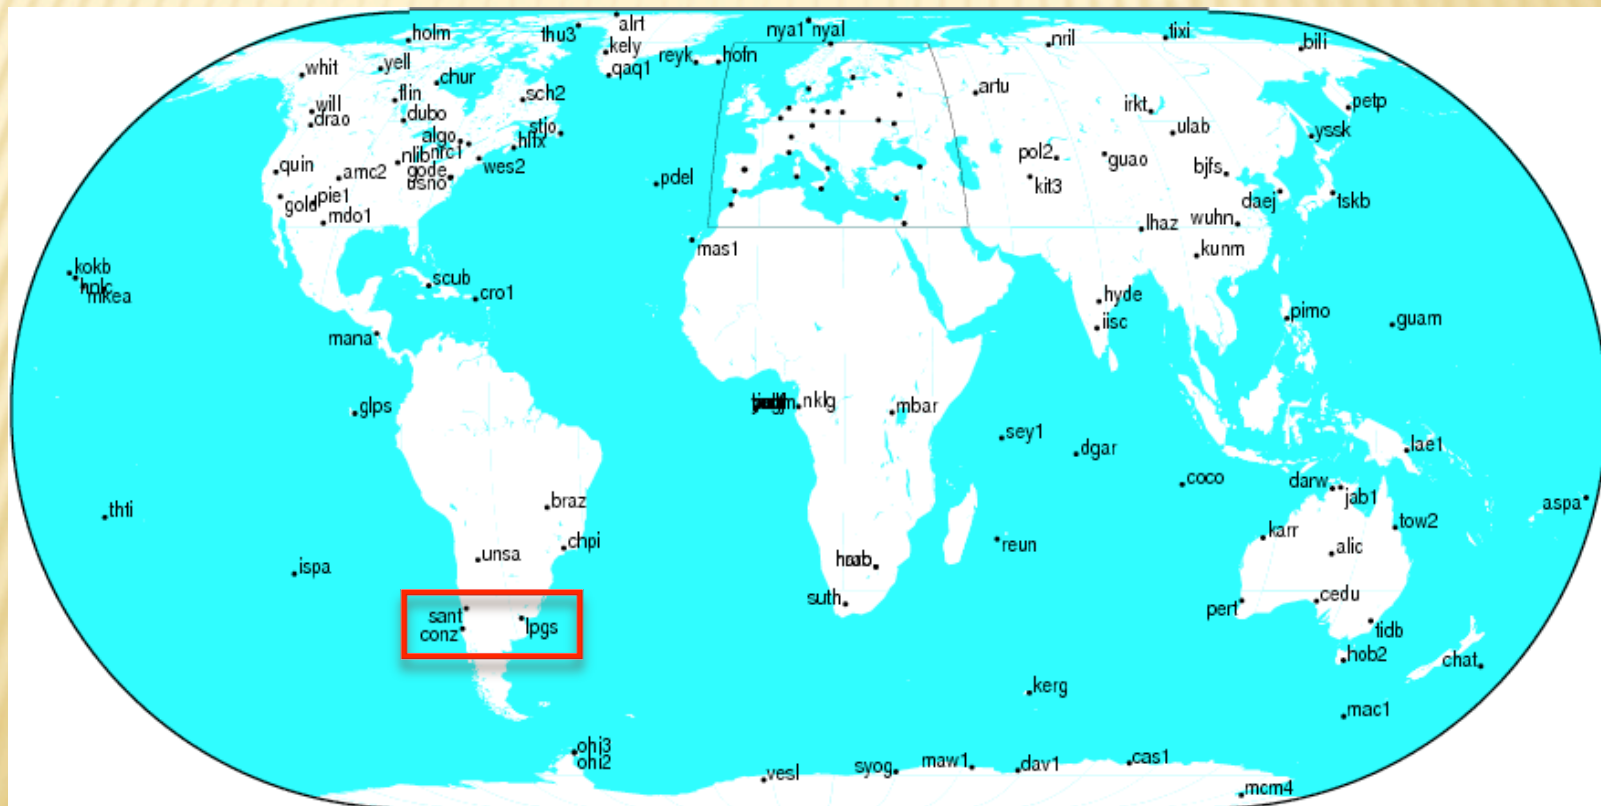 holm
thu3
alrt
nya1
nyal
nril
tixi
bili
whit
yell
chur
kely
qaq1
reyk
hofn
artu
irkt
petp
will
drao
flin
dubo
sch2
ulab
yssk
algo
nrc1
stjo
hlfx
quin
amc2
nlib
gode
usno
wes2
pdel
pol2
guao
bjfs
kit3
gold
pie1
mdo1
daej
tskb
wuhn
lhaz
kunm
mas1
kokb
mkea
scub
cro1
hyde
iisc
pimo
guam
mana
glps
nklg
mbar
sey1
dgar
lae1
coco
darw
jab1
aspa
thti
braz
chpi
unsa
ispa
reun
karr
alic
tow2
suth
pert
cedu
sant
conz
lpgs
tidb
hob2
chat
kerg
mac1
ohi3
ohi2
vesl
syog
maw1
dav1
cas1
mcm4